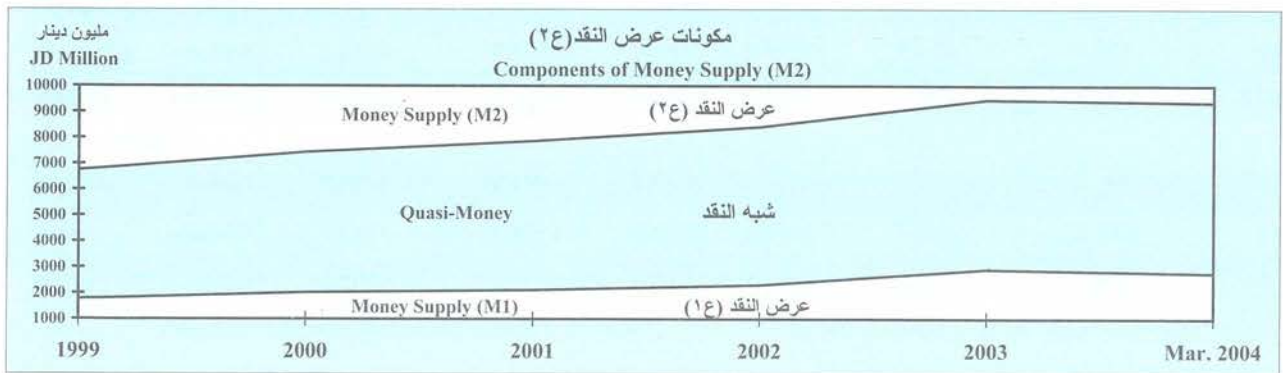 مليون دينار
JD Million
مكونات عرض النقد(ع٢)
Components of Money Supply (M2)
10000
9000
8000
7000
6000
5000
4000
3000
2000
1000
Money Supply (M2) عرض النقد (ع٢)
Quasi-Money شبه النقد
Money Supply (M1) عرض النقد (ع١)
1999 2000 2001 2002 2003 Mar. 2004